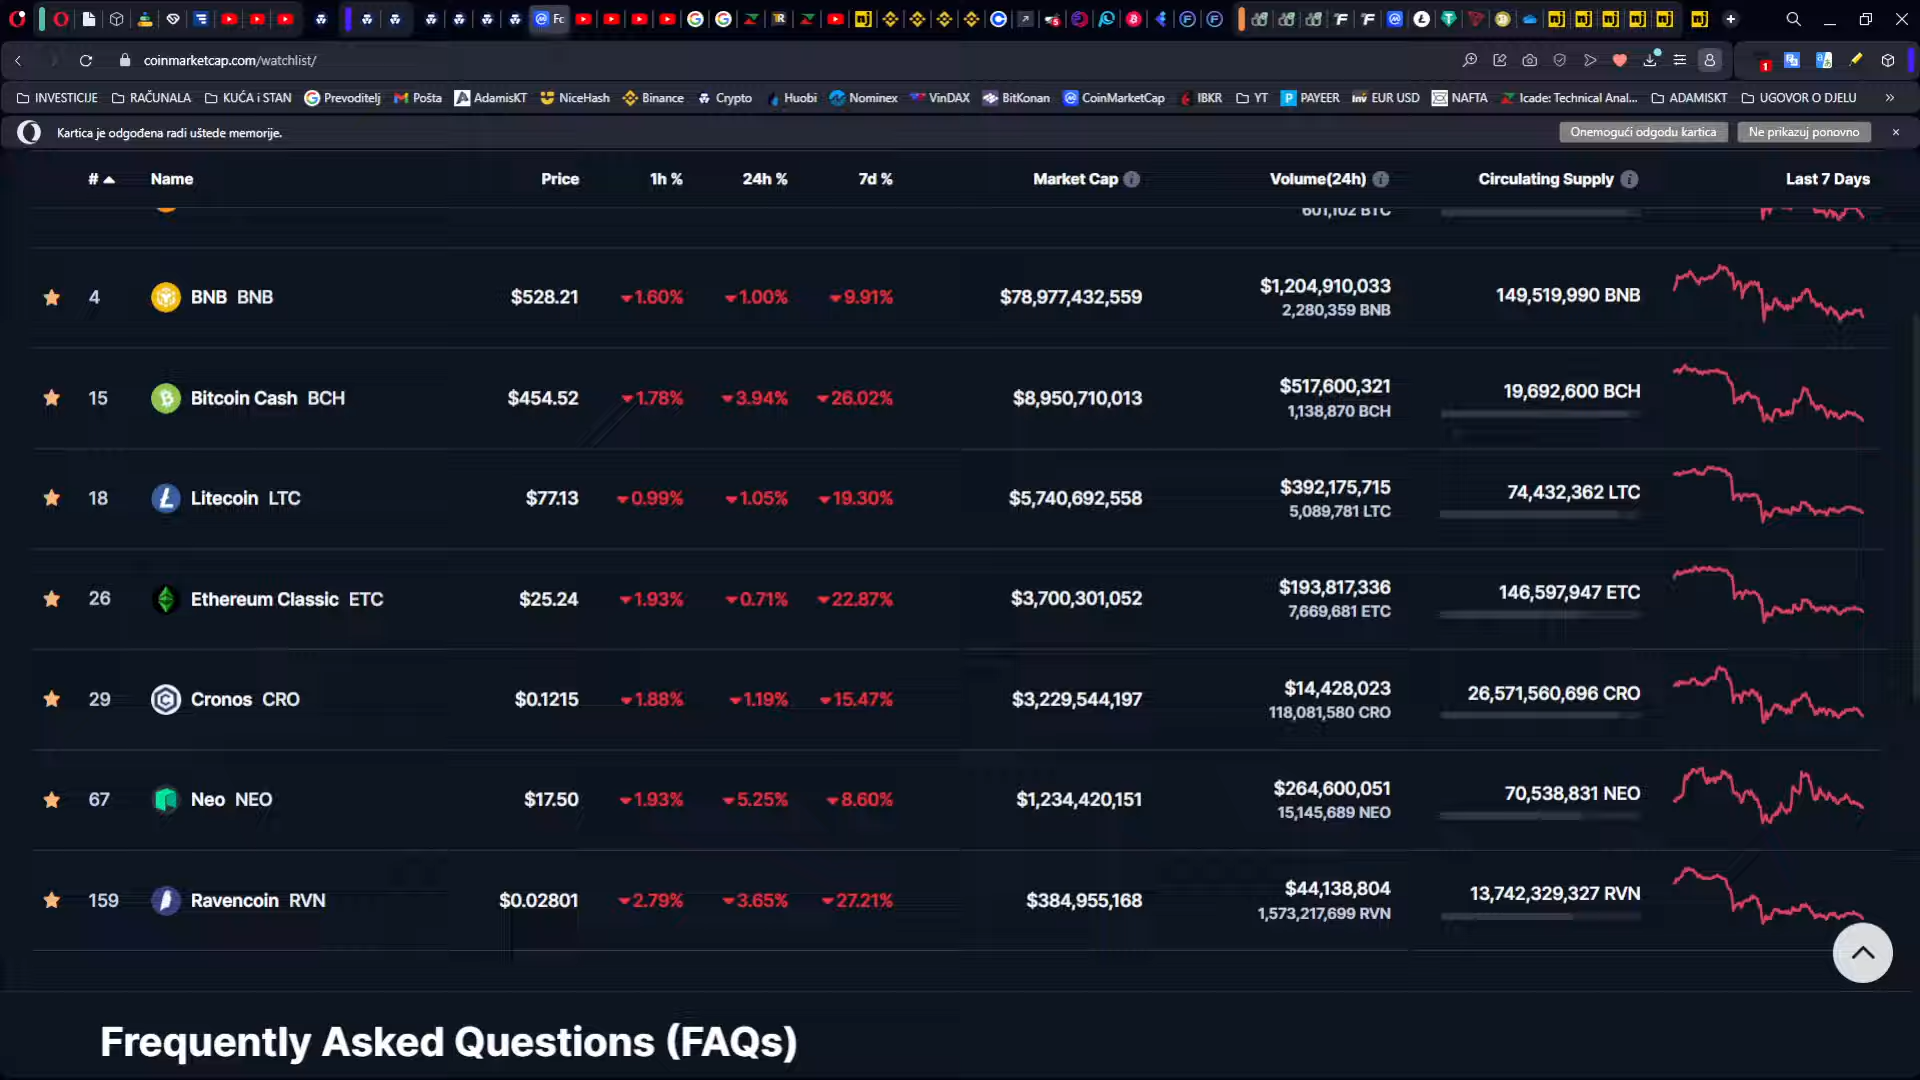 Fc
coinmarketcap.com/watchlist/
1
INVESTICIJE RAČUNALA KUĆA i STAN Prevoditelj Pošta AdamisKT NiceHash Binance Crypto Huobi Nominex VinDAX BitKonan CoinMarketCap IBKR YT PAYEER EUR USD NAFTA Icade: Technical Anal... ADAMISKT UGOVOR O DJELU »
Kartica je odgođena radi uštede memorije. Onemogući odgodu kartica Ne prikazuj ponovno ×
# Name Price 1h % 24h % 7d % Market Cap Volume(24h) Circulating Supply Last 7 Days
601,102 BTC
4 BNB BNB $528.21 1.60% 1.00% 9.91% $78,977,432,559 $1,204,910,033 149,519,990 BNB
2,280,359 BNB
15 Bitcoin Cash BCH $454.52 1.78% 3.94% 26.02% $8,950,710,013 $517,600,321 19,692,600 BCH
1,138,870 BCH
18 Litecoin LTC $77.13 0.99% 1.05% 19.30% $5,740,692,558 $392,175,715 74,432,362 LTC
5,089,781 LTC
26 Ethereum Classic ETC $25.24 1.93% 0.71% 22.87% $3,700,301,052 $193,817,336 146,597,947 ETC
7,669,681 ETC
29 Cronos CRO $0.1215 1.88% 1.19% 15.47% $3,229,544,197 $14,428,023 26,571,560,696 CRO
118,081,580 CRO
67 Neo NEO $17.50 1.93% 5.25% 8.60% $1,234,420,151 $264,600,051 70,538,831 NEO
15,145,689 NEO
159 Ravencoin RVN $0.02801 2.79% 3.65% 27.21% $384,955,168 $44,138,804 13,742,329,327 RVN
1,573,217,699 RVN
Frequently Asked Questions (FAQs)